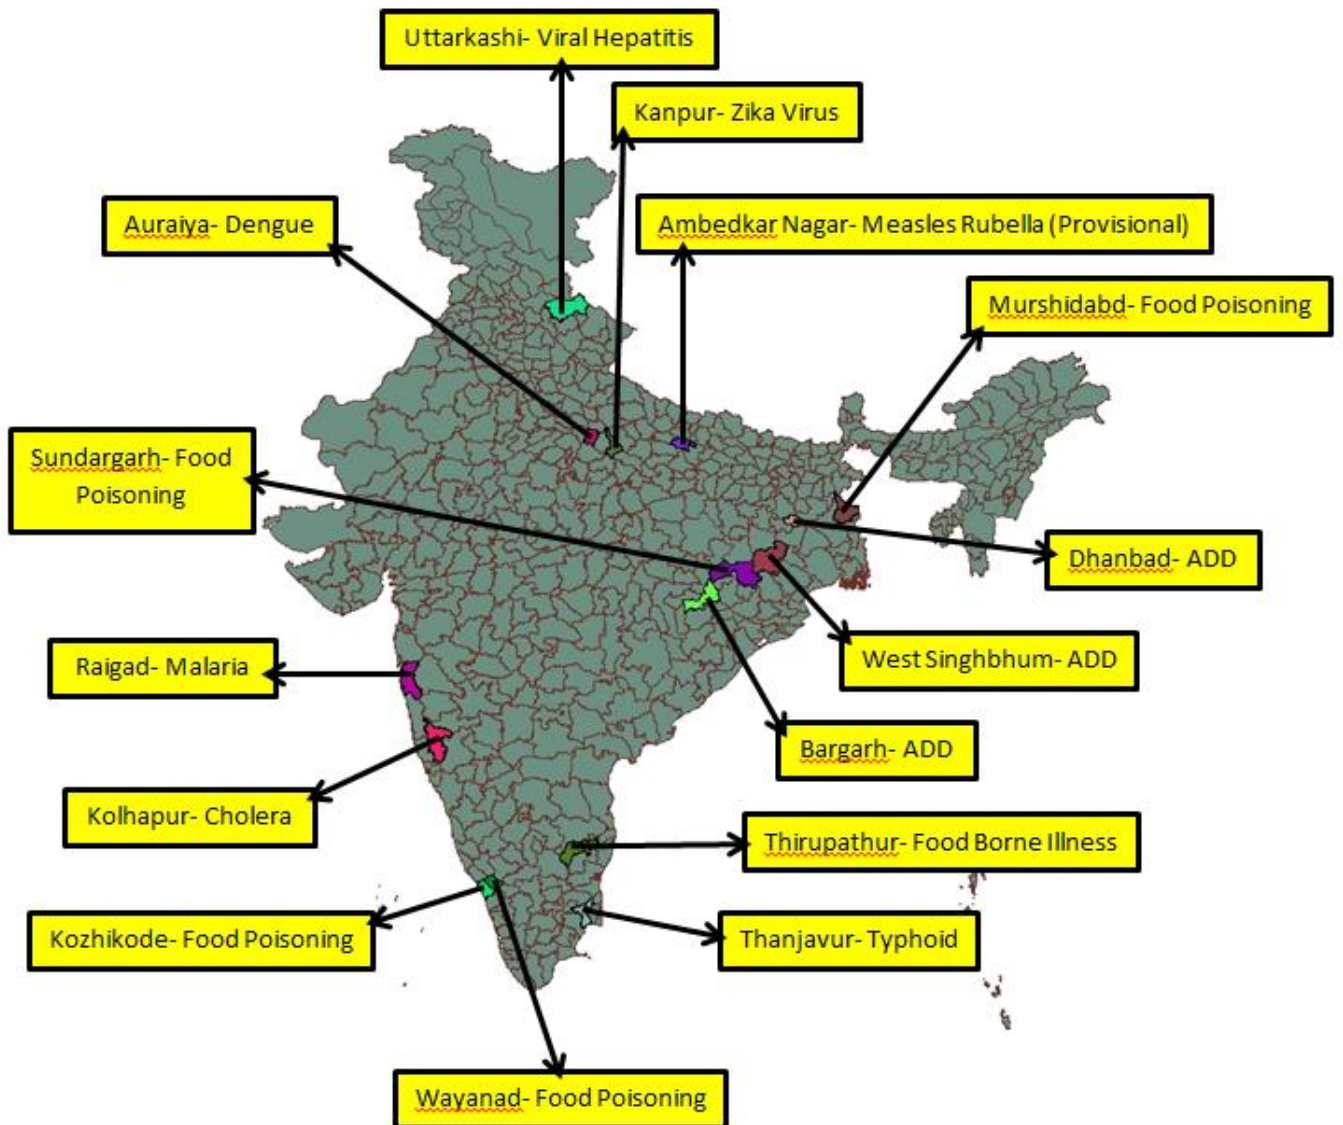 Uttarkashi- Viral Hepatitis
Kanpur- Zika Virus
Auraiya- Dengue
Ambedkar Nagar- Measles Rubella (Provisional)
Murshidabd- Food Poisoning
Sundargarh- Food
Poisoning
Dhanbad- ADD
Raigad- Malaria
West Singhbhum- ADD
Bargarh- ADD
Kolhapur- Cholera
Thirupathur- Food Borne Illness
Kozhikode- Food Poisoning
Thanjavur- Typhoid
Wayanad- Food Poisoning